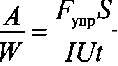 A/W = F_упр S / IUt